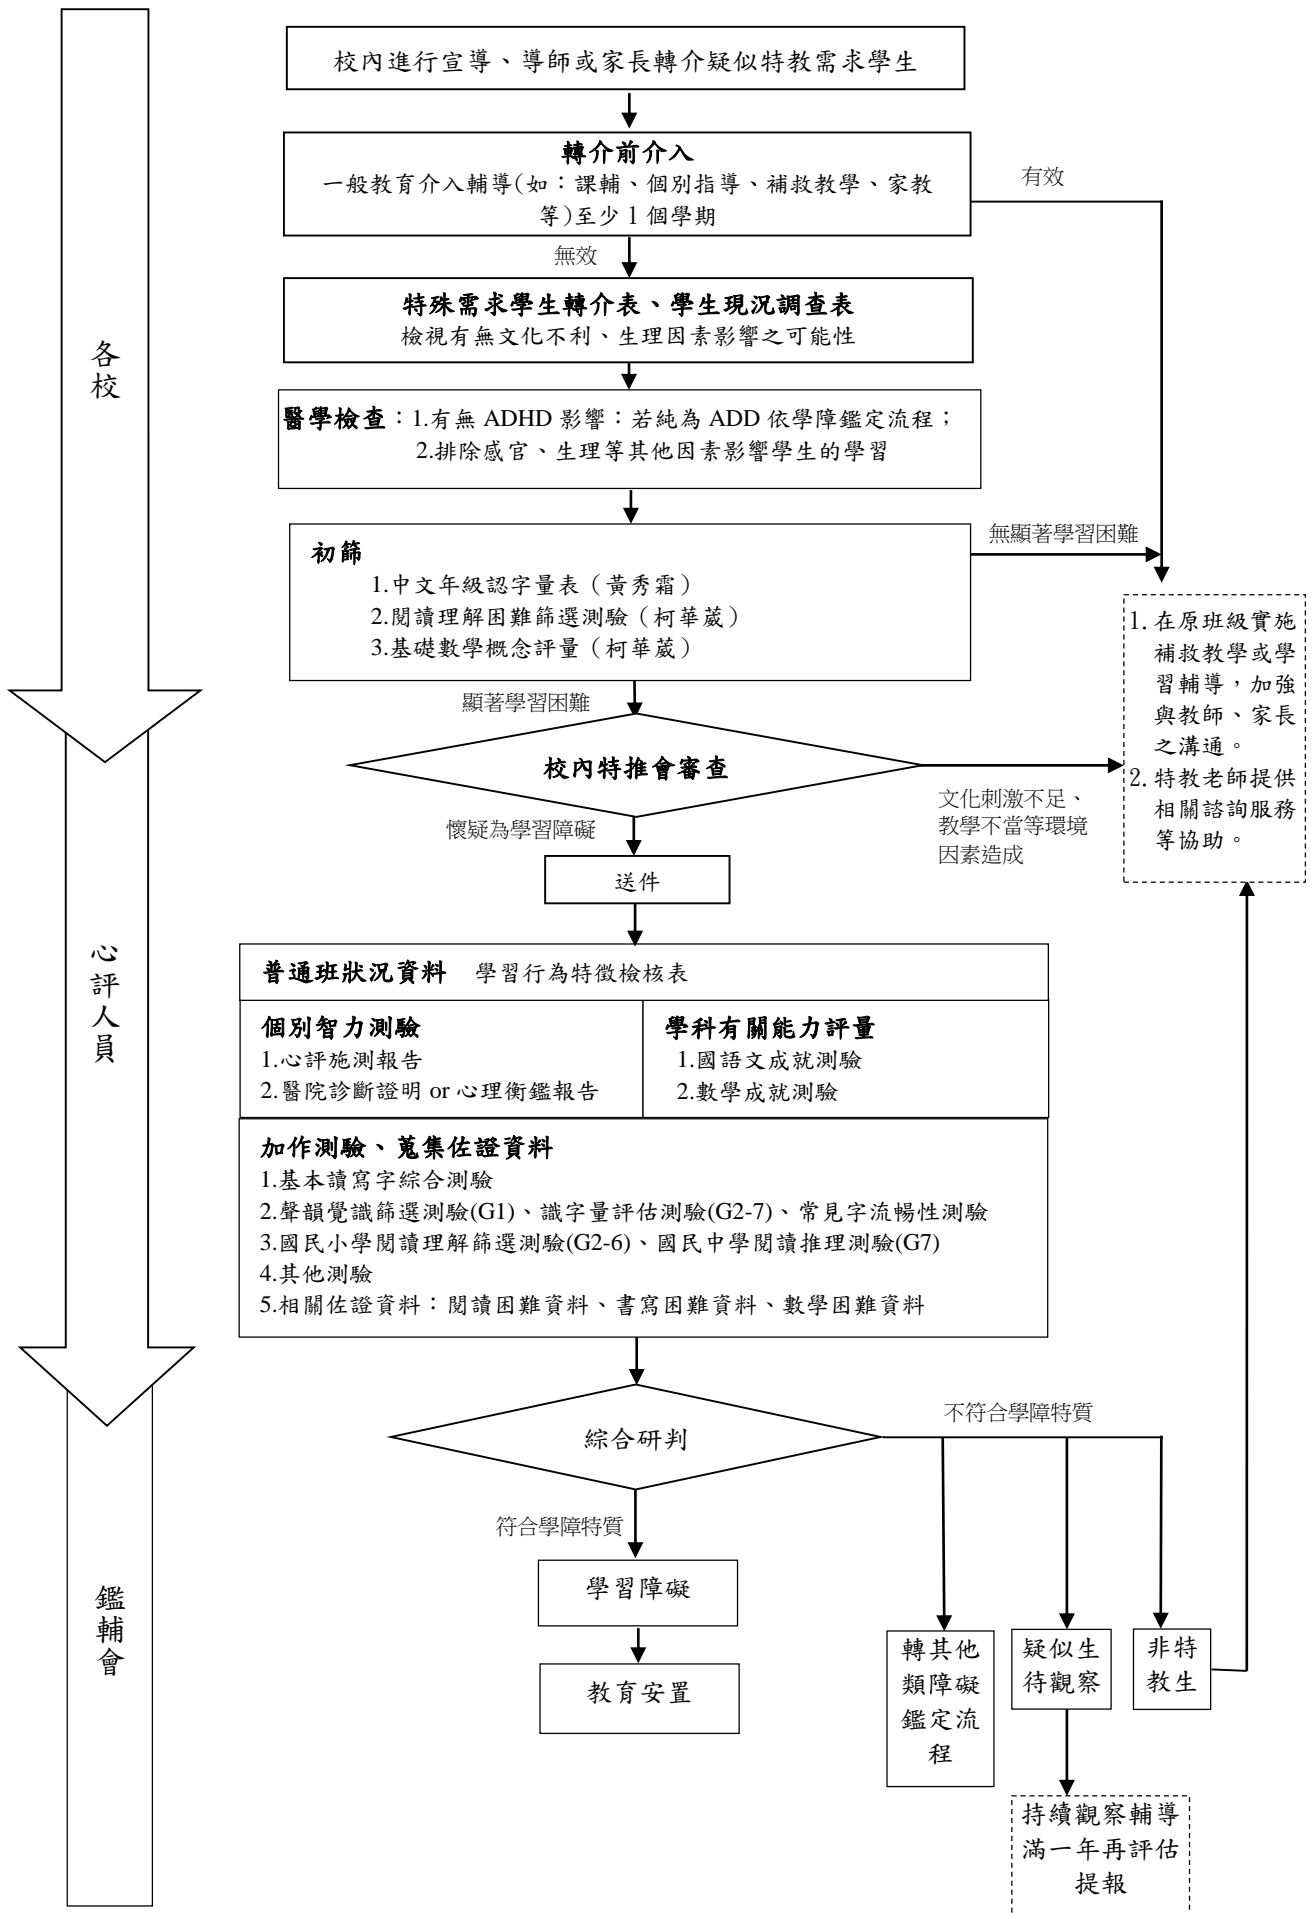 校內進行宣導、導師或家長轉介疑似特教需求學生
轉介前介入
一般教育介入輔導(如：課輔、個別指導、補救教學、家教
等)至少 1 個學期
有效
無效
特殊需求學生轉介表、學生現況調查表
檢視有無文化不利、生理因素影響之可能性
各校
醫學檢查：1.有無 ADHD 影響：若純為 ADD 依學障鑑定流程；
2.排除感官、生理等其他因素影響學生的學習
初篩
1.中文年級認字量表（黃秀霜）
2.閱讀理解困難篩選測驗（柯華葳）
3.基礎數學概念評量（柯華葳）
無顯著學習困難
顯著學習困難
1. 在原班級實施
補救教學或學
習輔導，加強
與教師、家長
之溝通。
2. 特教老師提供
相關諮詢服務
等協助。
校內特推會審查
文化刺激不足、
教學不當等環境
因素造成
懷疑為學習障礙
送件
心評人員
普通班狀況資料 學習行為特徵檢核表
個別智力測驗
1.心評施測報告
2.醫院診斷證明 or 心理衡鑑報告
學科有關能力評量
1.國語文成就測驗
2.數學成就測驗
加作測驗、蒐集佐證資料
1.基本讀寫字綜合測驗
2.聲韻覺識篩選測驗(G1)、識字量評估測驗(G2-7)、常見字流暢性測驗
3.國民小學閱讀理解篩選測驗(G2-6)、國民中學閱讀推理測驗(G7)
4.其他測驗
5.相關佐證資料：閱讀困難資料、書寫困難資料、數學困難資料
綜合研判
不符合學障特質
符合學障特質
鑑輔會
學習障礙
教育安置
轉其他
類障礙
鑑定流
程
疑似生
待觀察
非特
教生
持續觀察輔導
滿一年再評估
提報